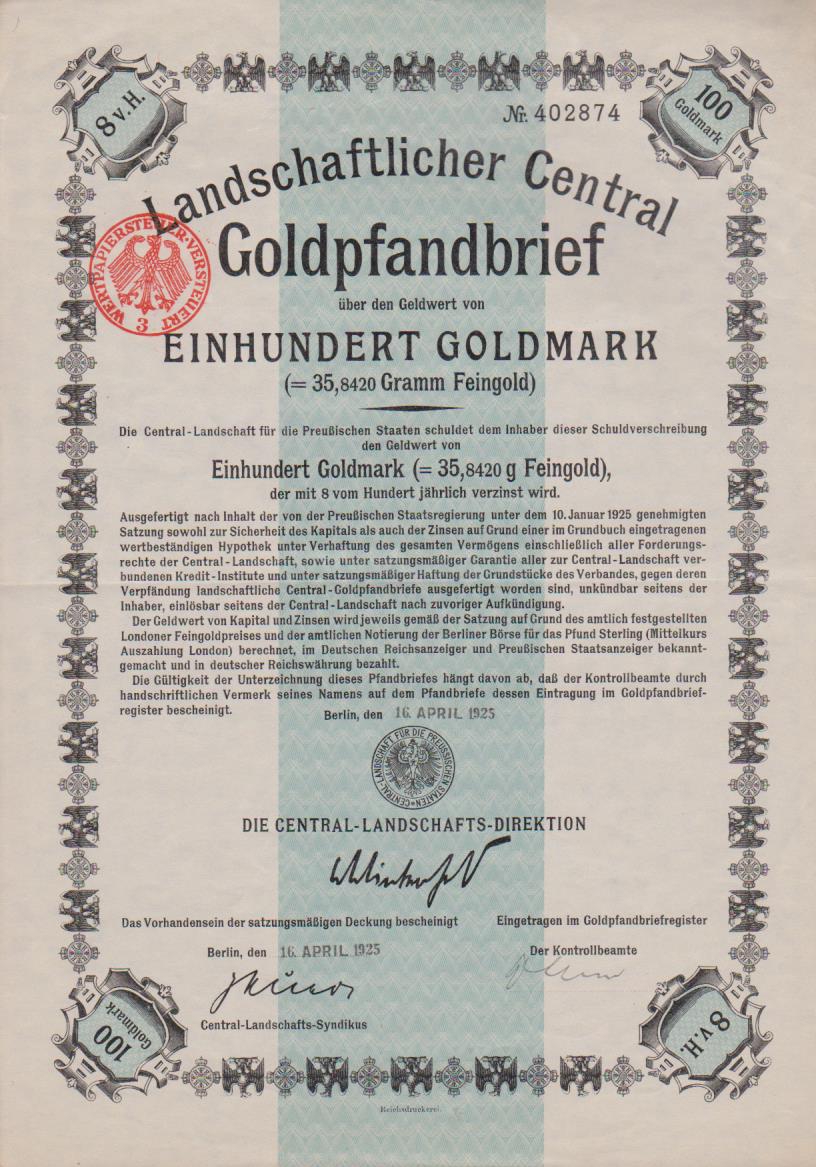 8 v. H.
100
Goldmark
Nr. 402874
Landschaftlicher Central
Goldpfandbrief
WERTPAPIERSTEUER · VERSTEUERT
3
über den Geldwert von
EINHUNDERT GOLDMARK
(= 35,8420 Gramm Feingold)
Die Central-Landschaft für die Preußischen Staaten schuldet dem Inhaber dieser Schuldverschreibung
den Geldwert von
Einhundert Goldmark (= 35,8420 g Feingold),
der mit 8 vom Hundert jährlich verzinst wird.
Ausgefertigt nach Inhalt der von der Preußischen Staatsregierung unter dem 10. Januar 1925 genehmigten
Satzung sowohl zur Sicherheit des Kapitals als auch der Zinsen auf Grund einer im Grundbuch eingetragenen
wertbeständigen Hypothek unter Verhaftung des gesamten Vermögens einschließlich aller Forderungs-
rechte der Central-Landschaft, sowie unter satzungsmäßiger Garantie aller zur Central-Landschaft ver-
bundenen Kredit-Institute und unter satzungsmäßiger Haftung der Grundstücke des Verbandes, gegen deren
Verpfändung landschaftliche Central-Goldpfandbriefe ausgefertigt worden sind, unkündbar seitens der
Inhaber, einlösbar seitens der Central-Landschaft nach zuvoriger Aufkündigung.
Der Geldwert von Kapital und Zinsen wird jeweils gemäß der Satzung auf Grund des amtlich festgestellten
Londoner Feingoldpreises und der amtlichen Notierung der Berliner Börse für das Pfund Sterling (Mittelkurs
Auszahlung London) berechnet, im Deutschen Reichsanzeiger und Preußischen Staatsanzeiger bekannt-
gemacht und in deutscher Reichswährung bezahlt.
Die Gültigkeit der Unterzeichnung dieses Pfandbriefes hängt davon ab, daß der Kontrollbeamte durch
handschriftlichen Vermerk seines Namens auf dem Pfandbriefe dessen Eintragung im Goldpfandbrief-
register bescheinigt.
Berlin, den 16. APRIL 1925
CENTRAL-LANDSCHAFT FÜR DIE PREUSSISCHEN STAATEN
DIE CENTRAL-LANDSCHAFTS-DIREKTION
Das Vorhandensein der satzungsmäßigen Deckung bescheinigt
Eingetragen im Goldpfandbriefregister
Berlin, den 16. APRIL 1925
Der Kontrollbeamte
Central-Landschafts-Syndikus
100
Goldmark
8 v. H.
Reichsdruckerei.